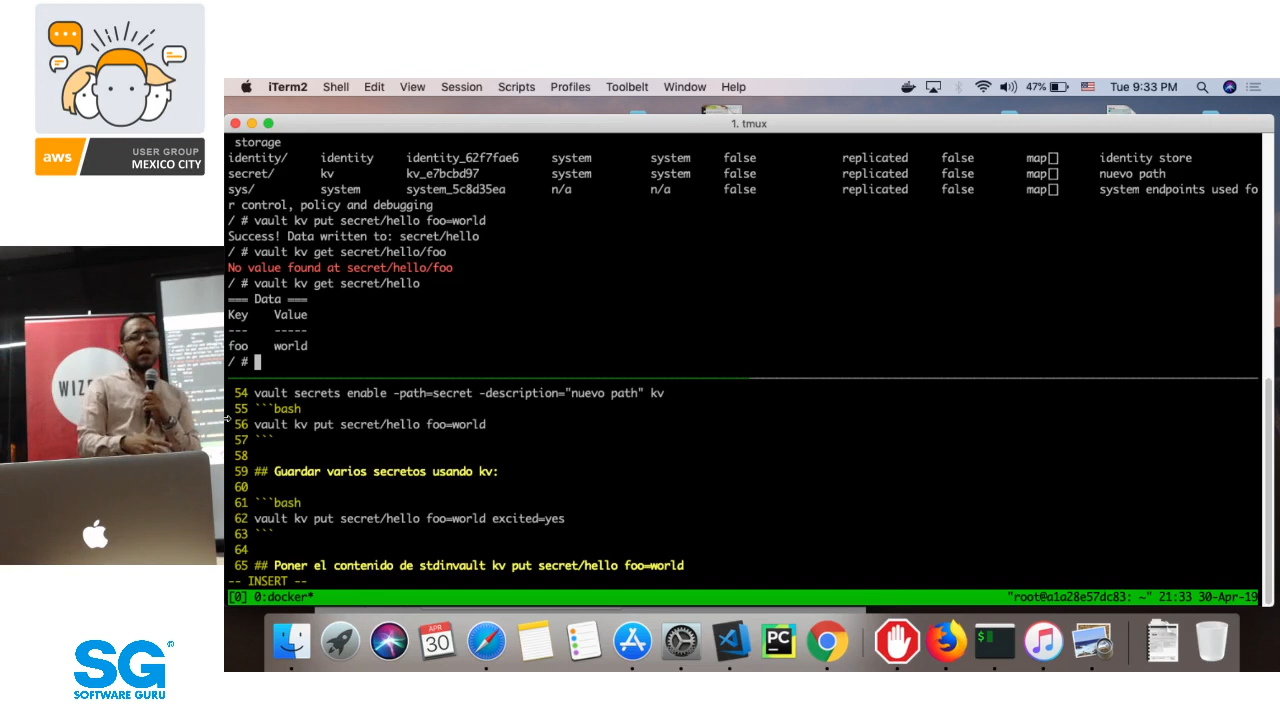 aws
USER GROUP
MEXICO CITY
iTerm2 Shell Edit View Session Scripts Profiles Toolbelt Window Help
47% Tue 9:33 PM
1. tmux
storage
identity/ identity identity_62f7fae6 system system false replicated false map[] identity store
secret/ kv kv_e7bcbd97 system system false replicated false map[] nuevo path
sys/ system system_5c8d35ea n/a n/a false replicated false map[] system endpoints used fo
r control, policy and debugging
/ # vault kv put secret/hello foo=world
Success! Data written to: secret/hello
/ # vault kv get secret/hello/foo
No value found at secret/hello/foo
/ # vault kv get secret/hello
=== Data ===
Key Value
--- -----
foo world
/ #
54 vault secrets enable -path=secret -description="nuevo path" kv
55 ```bash
56 vault kv put secret/hello foo=world
57 ```
58
59 ## Guardar varios secretos usando kv:
60
61 ```bash
62 vault kv put secret/hello foo=world excited=yes
63 ```
64
65 ## Poner el contenido de stdinvault kv put secret/hello foo=world
-- INSERT --
[0] 0:docker* "root@a1a28e57dc83: ~" 21:33 30-Apr-19
WIZE
APR
30
PC
$
SG®
SOFTWARE GURU